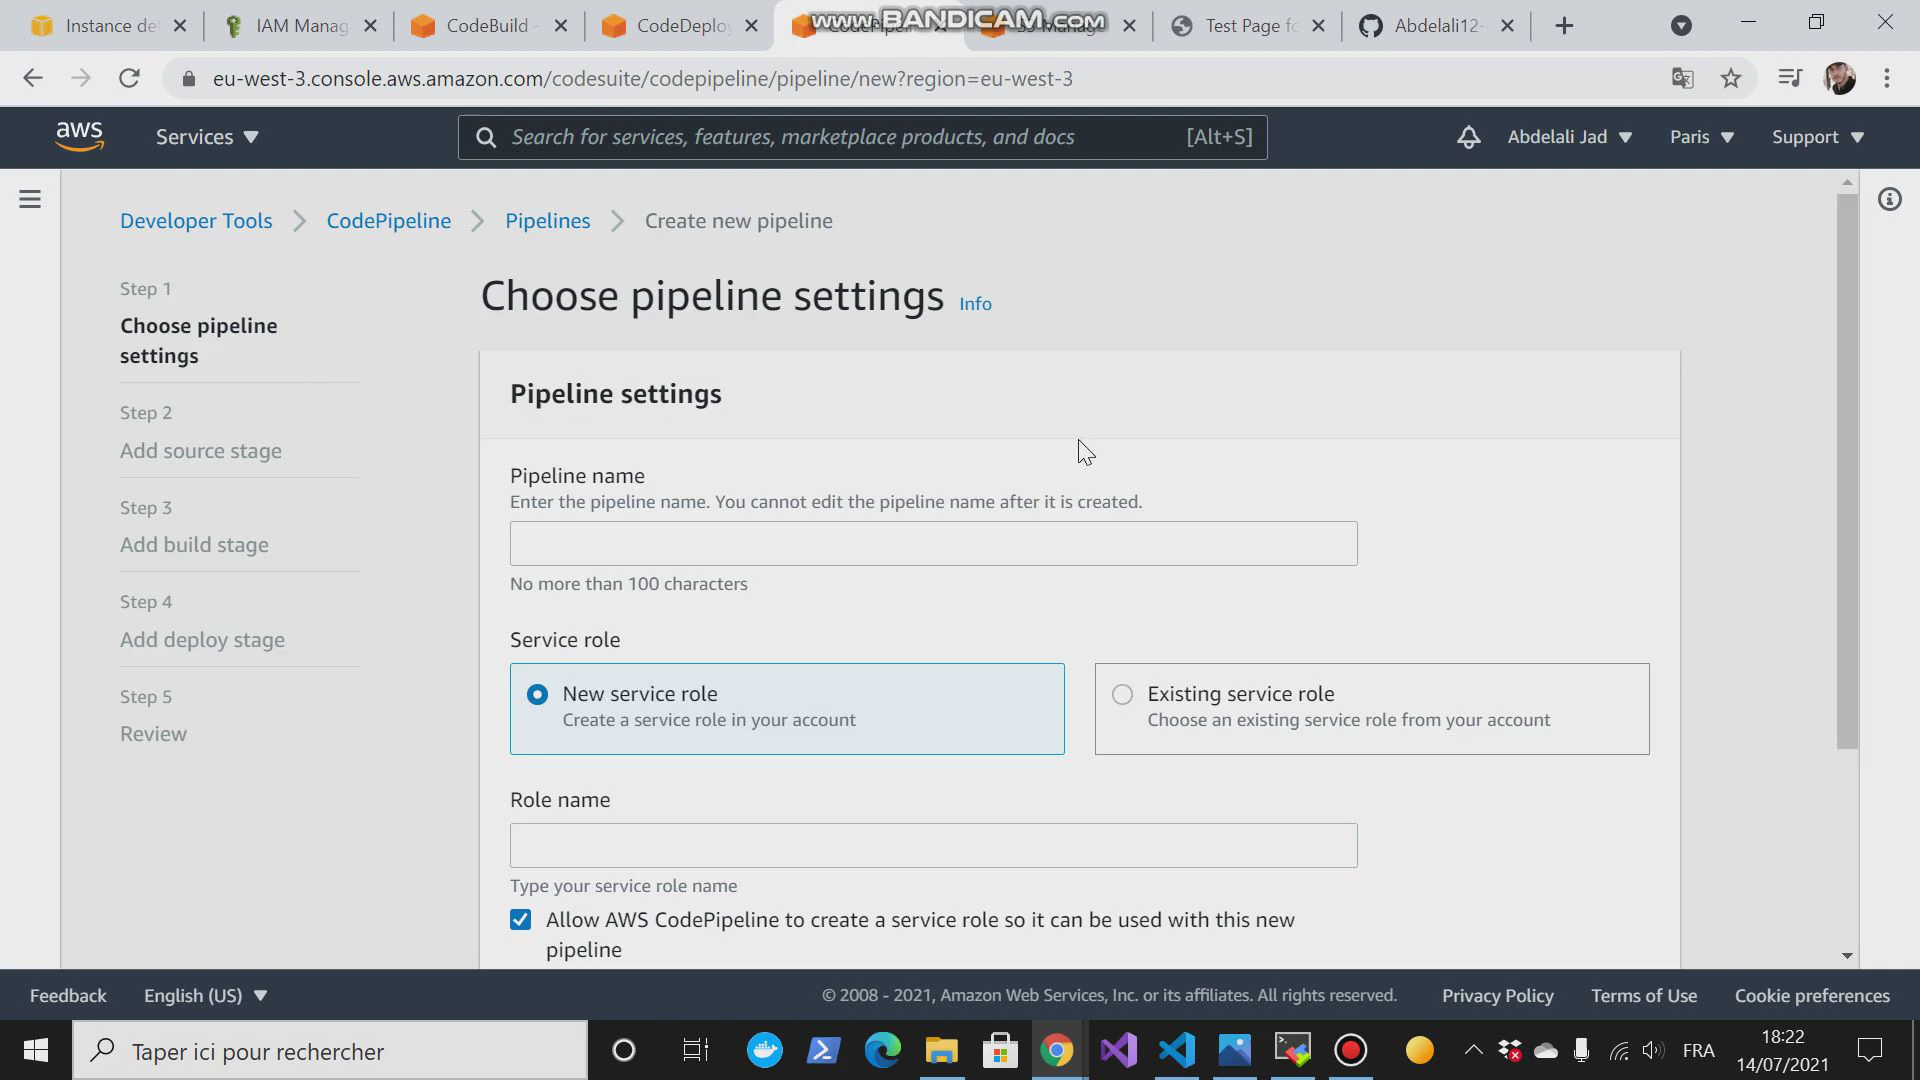 Instance de
IAM Manag
CodeBuild -
CodeDeploy
CodePipeli
S3 Manage
Test Page fo
Abdelali12-
www.BANDICAM.com
eu-west-3.console.aws.amazon.com/codesuite/codepipeline/pipeline/new?region=eu-west-3
aws
Services
Search for services, features, marketplace products, and docs
[Alt+S]
Abdelali Jad
Paris
Support
Developer Tools
CodePipeline
Pipelines
Create new pipeline
Step 1
Choose pipeline
settings
Step 2
Add source stage
Step 3
Add build stage
Step 4
Add deploy stage
Step 5
Review
Choose pipeline settings Info
Pipeline settings
Pipeline name
Enter the pipeline name. You cannot edit the pipeline name after it is created.
No more than 100 characters
Service role
New service role
Create a service role in your account
Existing service role
Choose an existing service role from your account
Role name
Type your service role name
Allow AWS CodePipeline to create a service role so it can be used with this new
pipeline
Feedback
English (US)
© 2008 - 2021, Amazon Web Services, Inc. or its affiliates. All rights reserved.
Privacy Policy
Terms of Use
Cookie preferences
Taper ici pour rechercher
FRA
18:22
14/07/2021